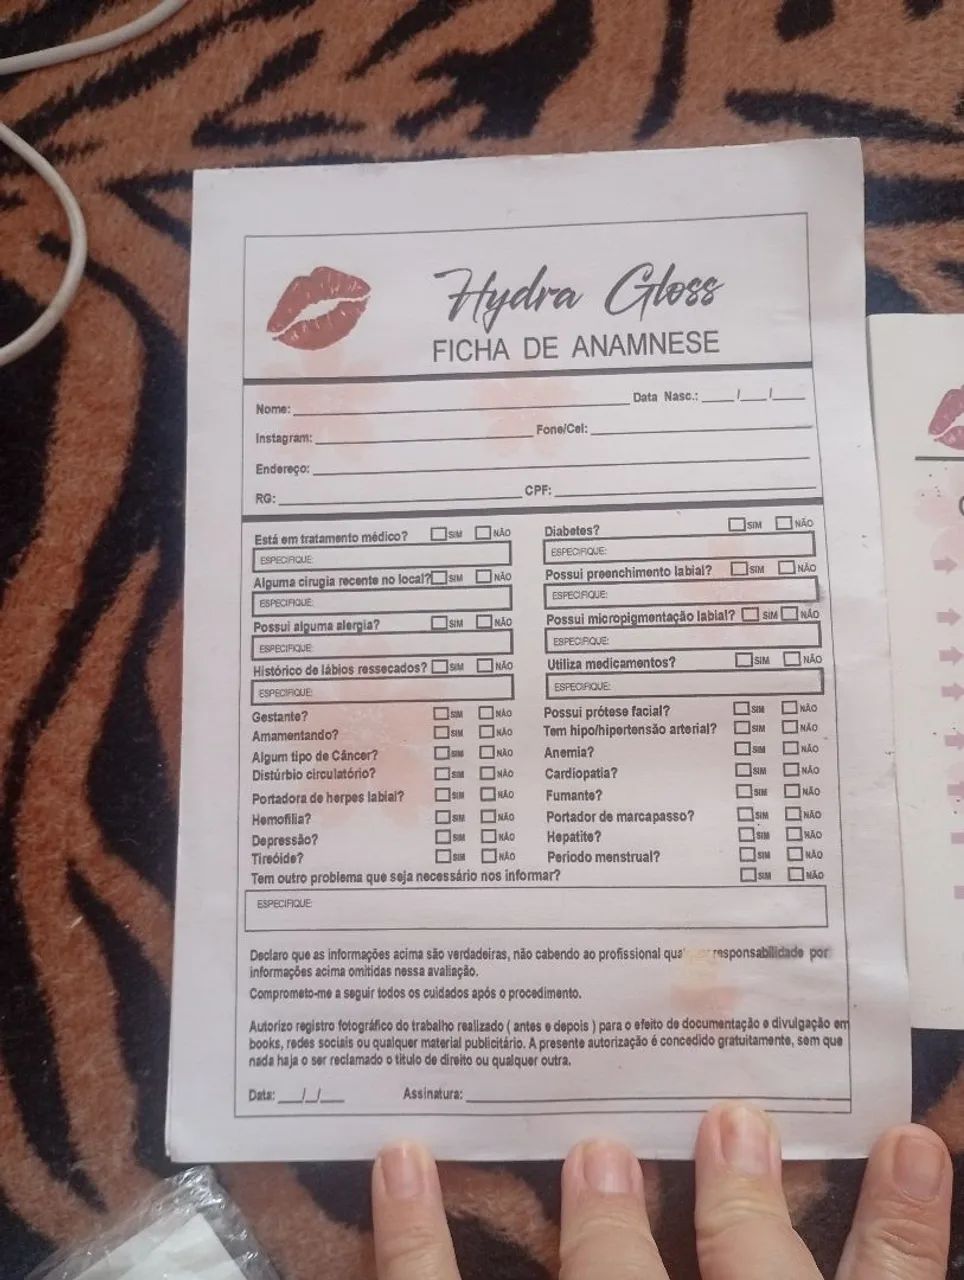 Hydra Gloss
FICHA DE ANAMNESE
Nome: Data Nasc.: / /
Instagram: Fone/Cel:
Endereço:
RG: CPF:
Está em tratamento médico? SIM NÃO
ESPECIFIQUE:
Alguma cirugia recente no local? SIM NÃO
ESPECIFIQUE:
Possui alguma alergia? SIM NÃO
ESPECIFIQUE:
Histórico de lábios ressecados? SIM NÃO
ESPECIFIQUE:
Gestante? SIM NÃO
Amamentando? SIM NÃO
Algum tipo de Câncer? SIM NÃO
Distúrbio circulatório? SIM NÃO
Portadora de herpes labial? SIM NÃO
Hemofilia? SIM NÃO
Depressão? SIM NÃO
Tireóide? SIM NÃO
Diabetes? SIM NÃO
ESPECIFIQUE:
Possui preenchimento labial? SIM NÃO
ESPECIFIQUE:
Possui micropigmentação labial? SIM NÃO
ESPECIFIQUE:
Utiliza medicamentos? SIM NÃO
ESPECIFIQUE:
Possui prótese facial? SIM NÃO
Tem hipo/hipertensão arterial? SIM NÃO
Anemia? SIM NÃO
Cardiopatia? SIM NÃO
Fumante? SIM NÃO
Portador de marcapasso? SIM NÃO
Hepatite? SIM NÃO
Período menstrual? SIM NÃO
Tem outro problema que seja necessário nos informar? SIM NÃO
ESPECIFIQUE:
Declaro que as informações acima são verdadeiras, não cabendo ao profissional responsabilidade por
informações acima omitidas nessa avaliação.
Comprometo-me a seguir todos os cuidados após o procedimento.
Autorizo registro fotográfico do trabalho realizado ( antes e depois ) para o efeito de documentação e divulgação em
books, redes sociais ou qualquer material publicitário. A presente autorização é concedido gratuitamente, sem que
nada haja o ser reclamado o título de direito ou qualquer outra.
Data: / / Assinatura: